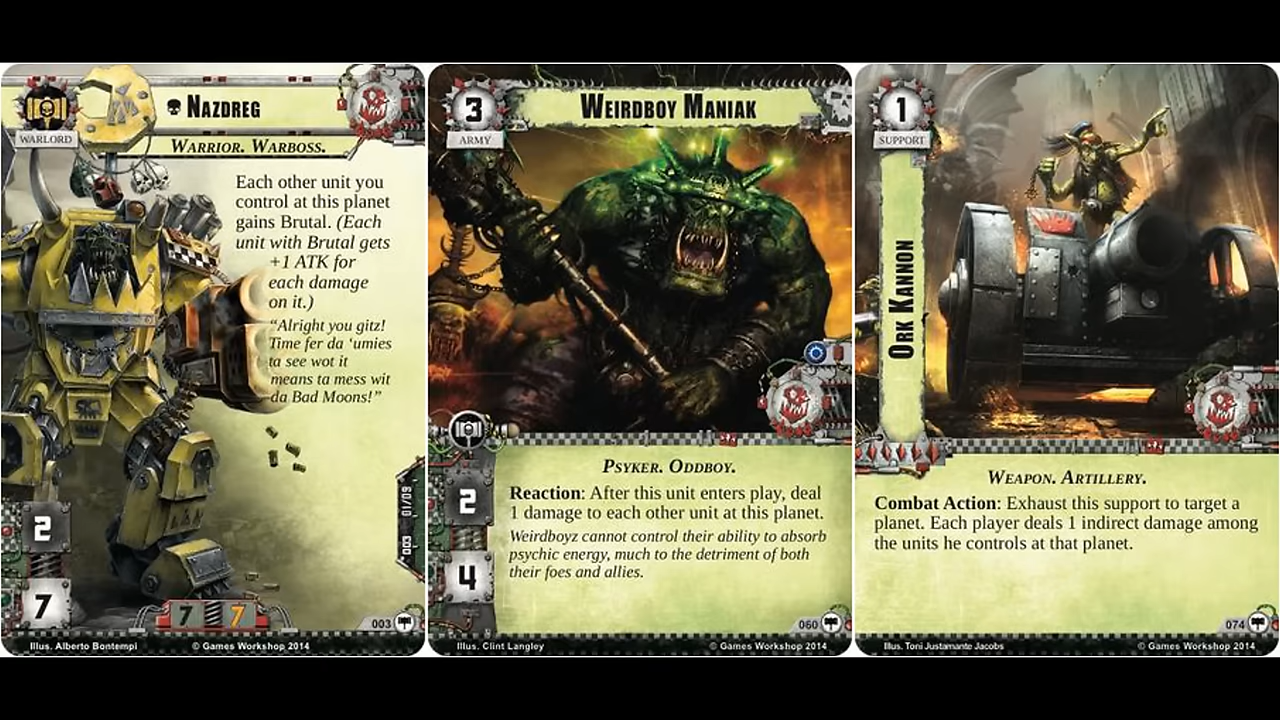 WARLORD
NAZDREG
WARRIOR. WARBOSS.
Each other unit you
control at this planet
gains Brutal. (Each
unit with Brutal gets
+1 ATK for
each damage
on it.)
“Alright you gitz!
Time fer da ‘umies
ta see wot it
means ta mess wit
da Bad Moons!”
003 01/09
2
7
7 7
003
Illus. Alberto Bontempi © Games Workshop 2014
3
ARMY
WEIRDBOY MANIAK
PSYKER. ODDBOY.
2
4
Reaction: After this unit enters play, deal
1 damage to each other unit at this planet.
Weirdboyz cannot control their ability to absorb
psychic energy, much to the detriment of both
their foes and allies.
060
Illus. Clint Langley © Games Workshop 2014
1
SUPPORT
ORK KANNON
WEAPON. ARTILLERY.
Combat Action: Exhaust this support to target a
planet. Each player deals 1 indirect damage among
the units he controls at that planet.
074
Illus. Toni Justamante Jacobs © Games Workshop 2014